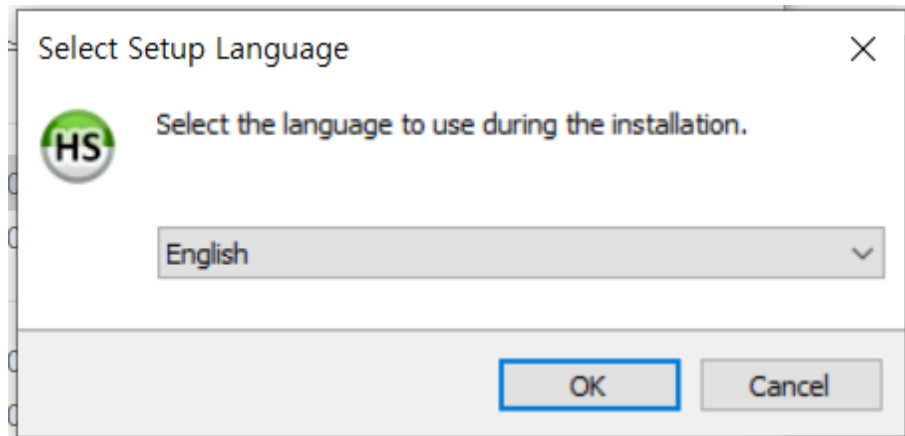 Select Setup Language
HS
Select the language to use during the installation.
English
OK
Cancel